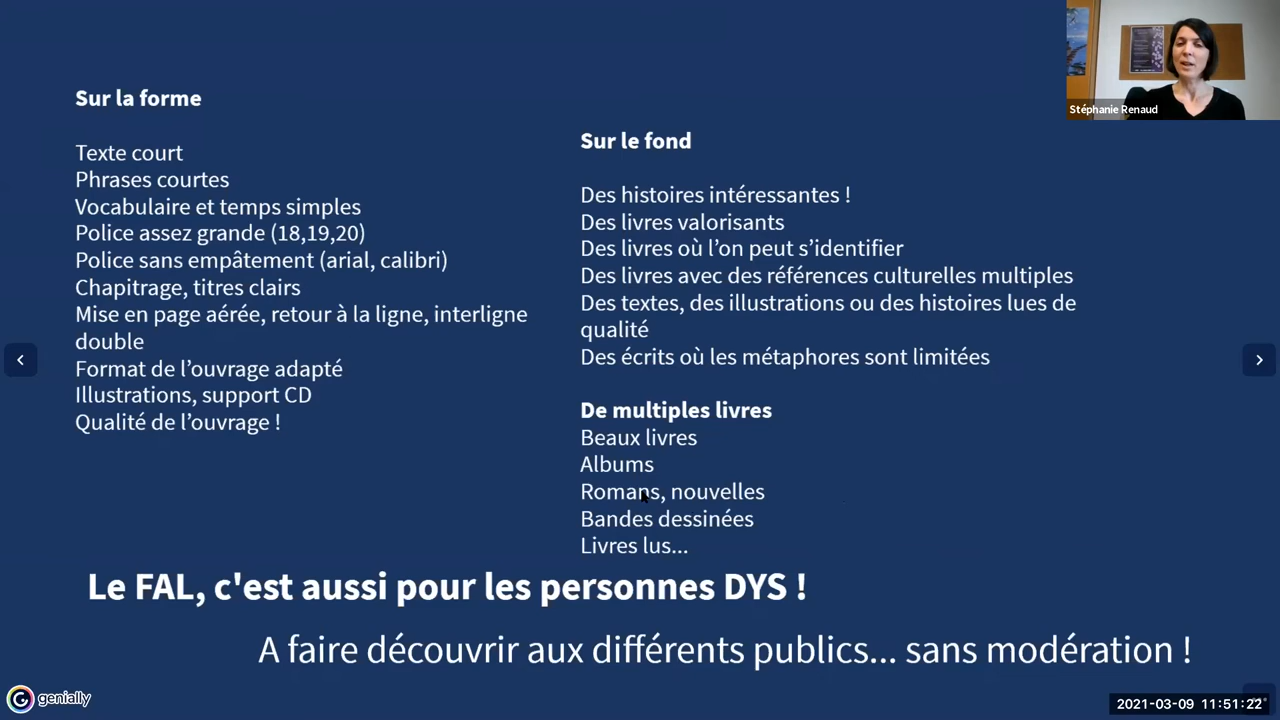 Sur la forme
Texte court
Phrases courtes
Vocabulaire et temps simples
Police assez grande (18,19,20)
Police sans empâtement (arial, calibri)
Chapitrage, titres clairs
Mise en page aérée, retour à la ligne, interligne
double
Format de l’ouvrage adapté
Illustrations, support CD
Qualité de l’ouvrage !
Sur le fond
Des histoires intéressantes !
Des livres valorisants
Des livres où l’on peut s’identifier
Des livres avec des références culturelles multiples
Des textes, des illustrations ou des histoires lues de
qualité
Des écrits où les métaphores sont limitées
De multiples livres
Beaux livres
Albums
Romans, nouvelles
Bandes dessinées
Livres lus...
Le FAL, c'est aussi pour les personnes DYS !
A faire découvrir aux différents publics... sans modération !
Stéphanie Renaud
genially
2021-03-09 11:51:22